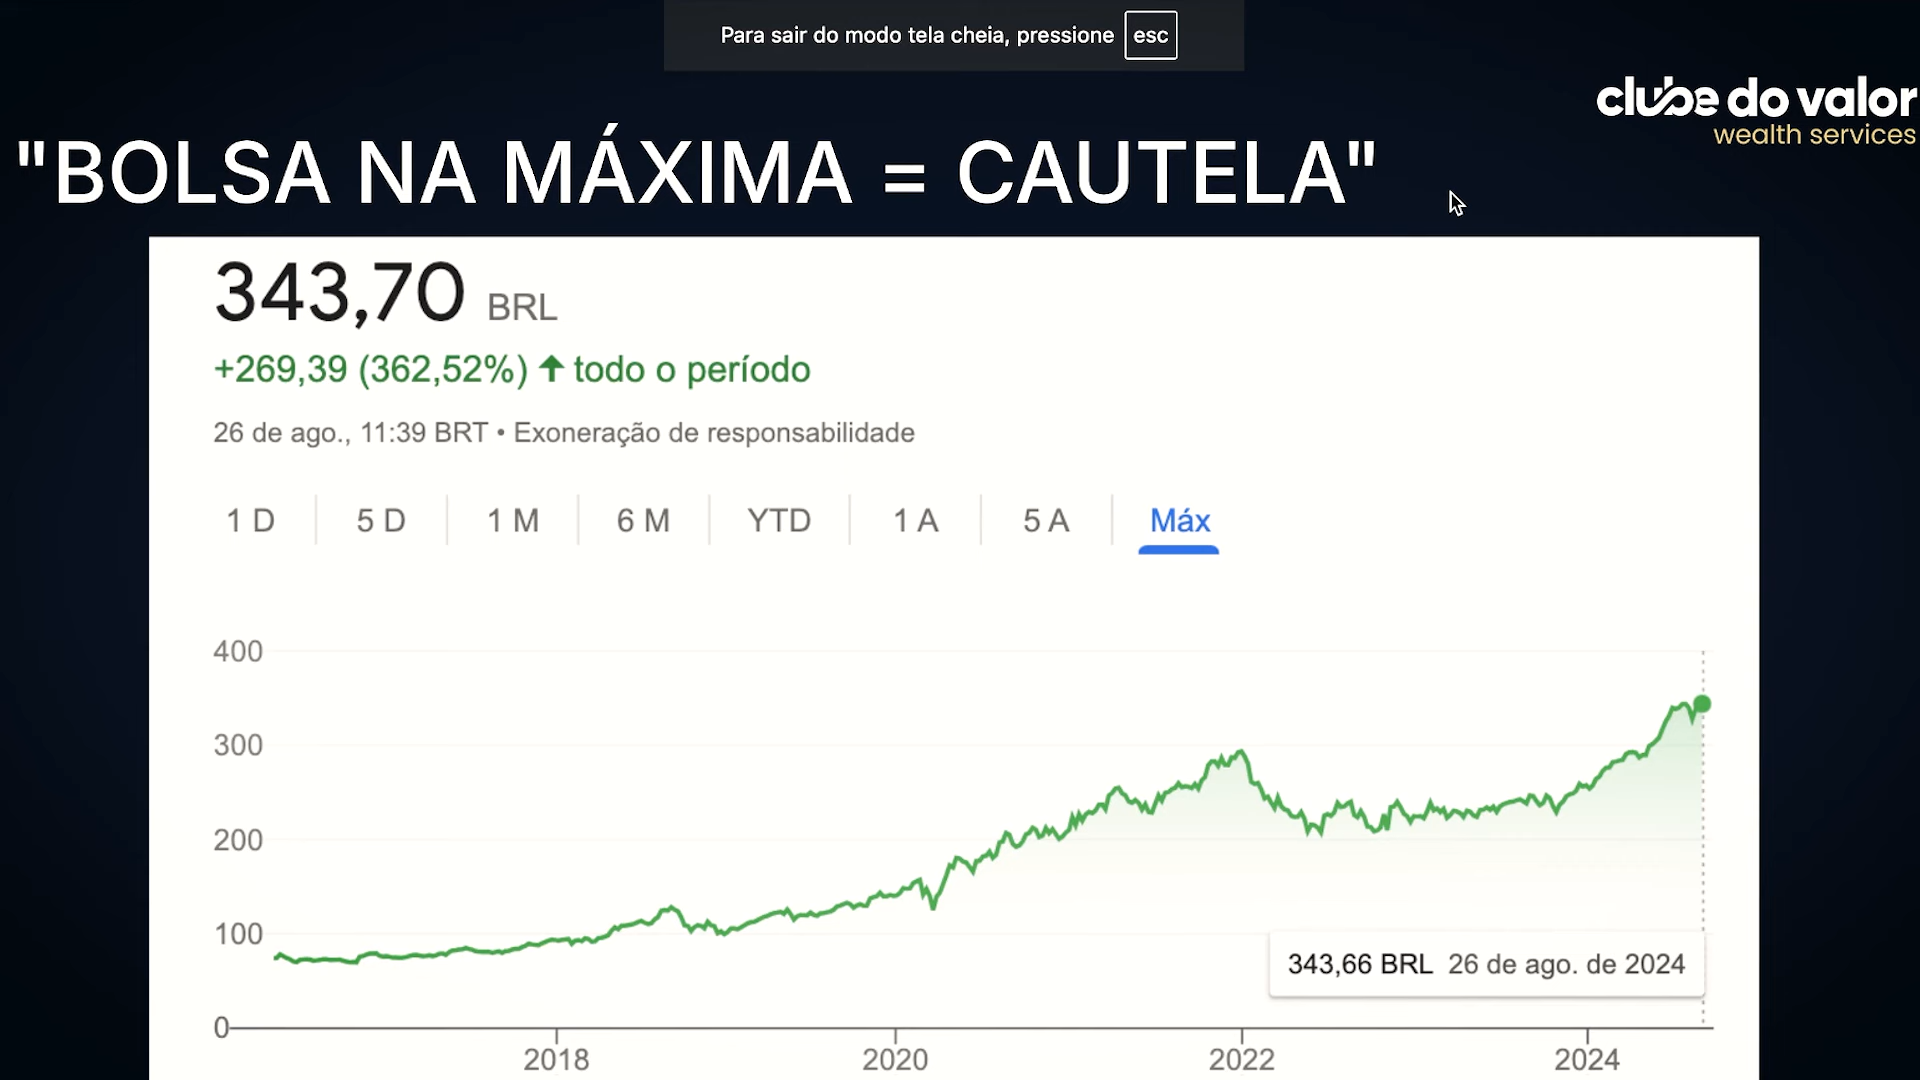 Para sair do modo tela cheia, pressione esc
clube do valor
wealth services
"BOLSA NA MÁXIMA = CAUTELA"
343,70 BRL
+269,39 (362,52%) ↑ todo o período
26 de ago., 11:39 BRT • Exoneração de responsabilidade
1 D 5 D 1 M 6 M YTD 1 A 5 A Máx
400
300
200
100
343,66 BRL 26 de ago. de 2024
0
2018 2020 2022 2024